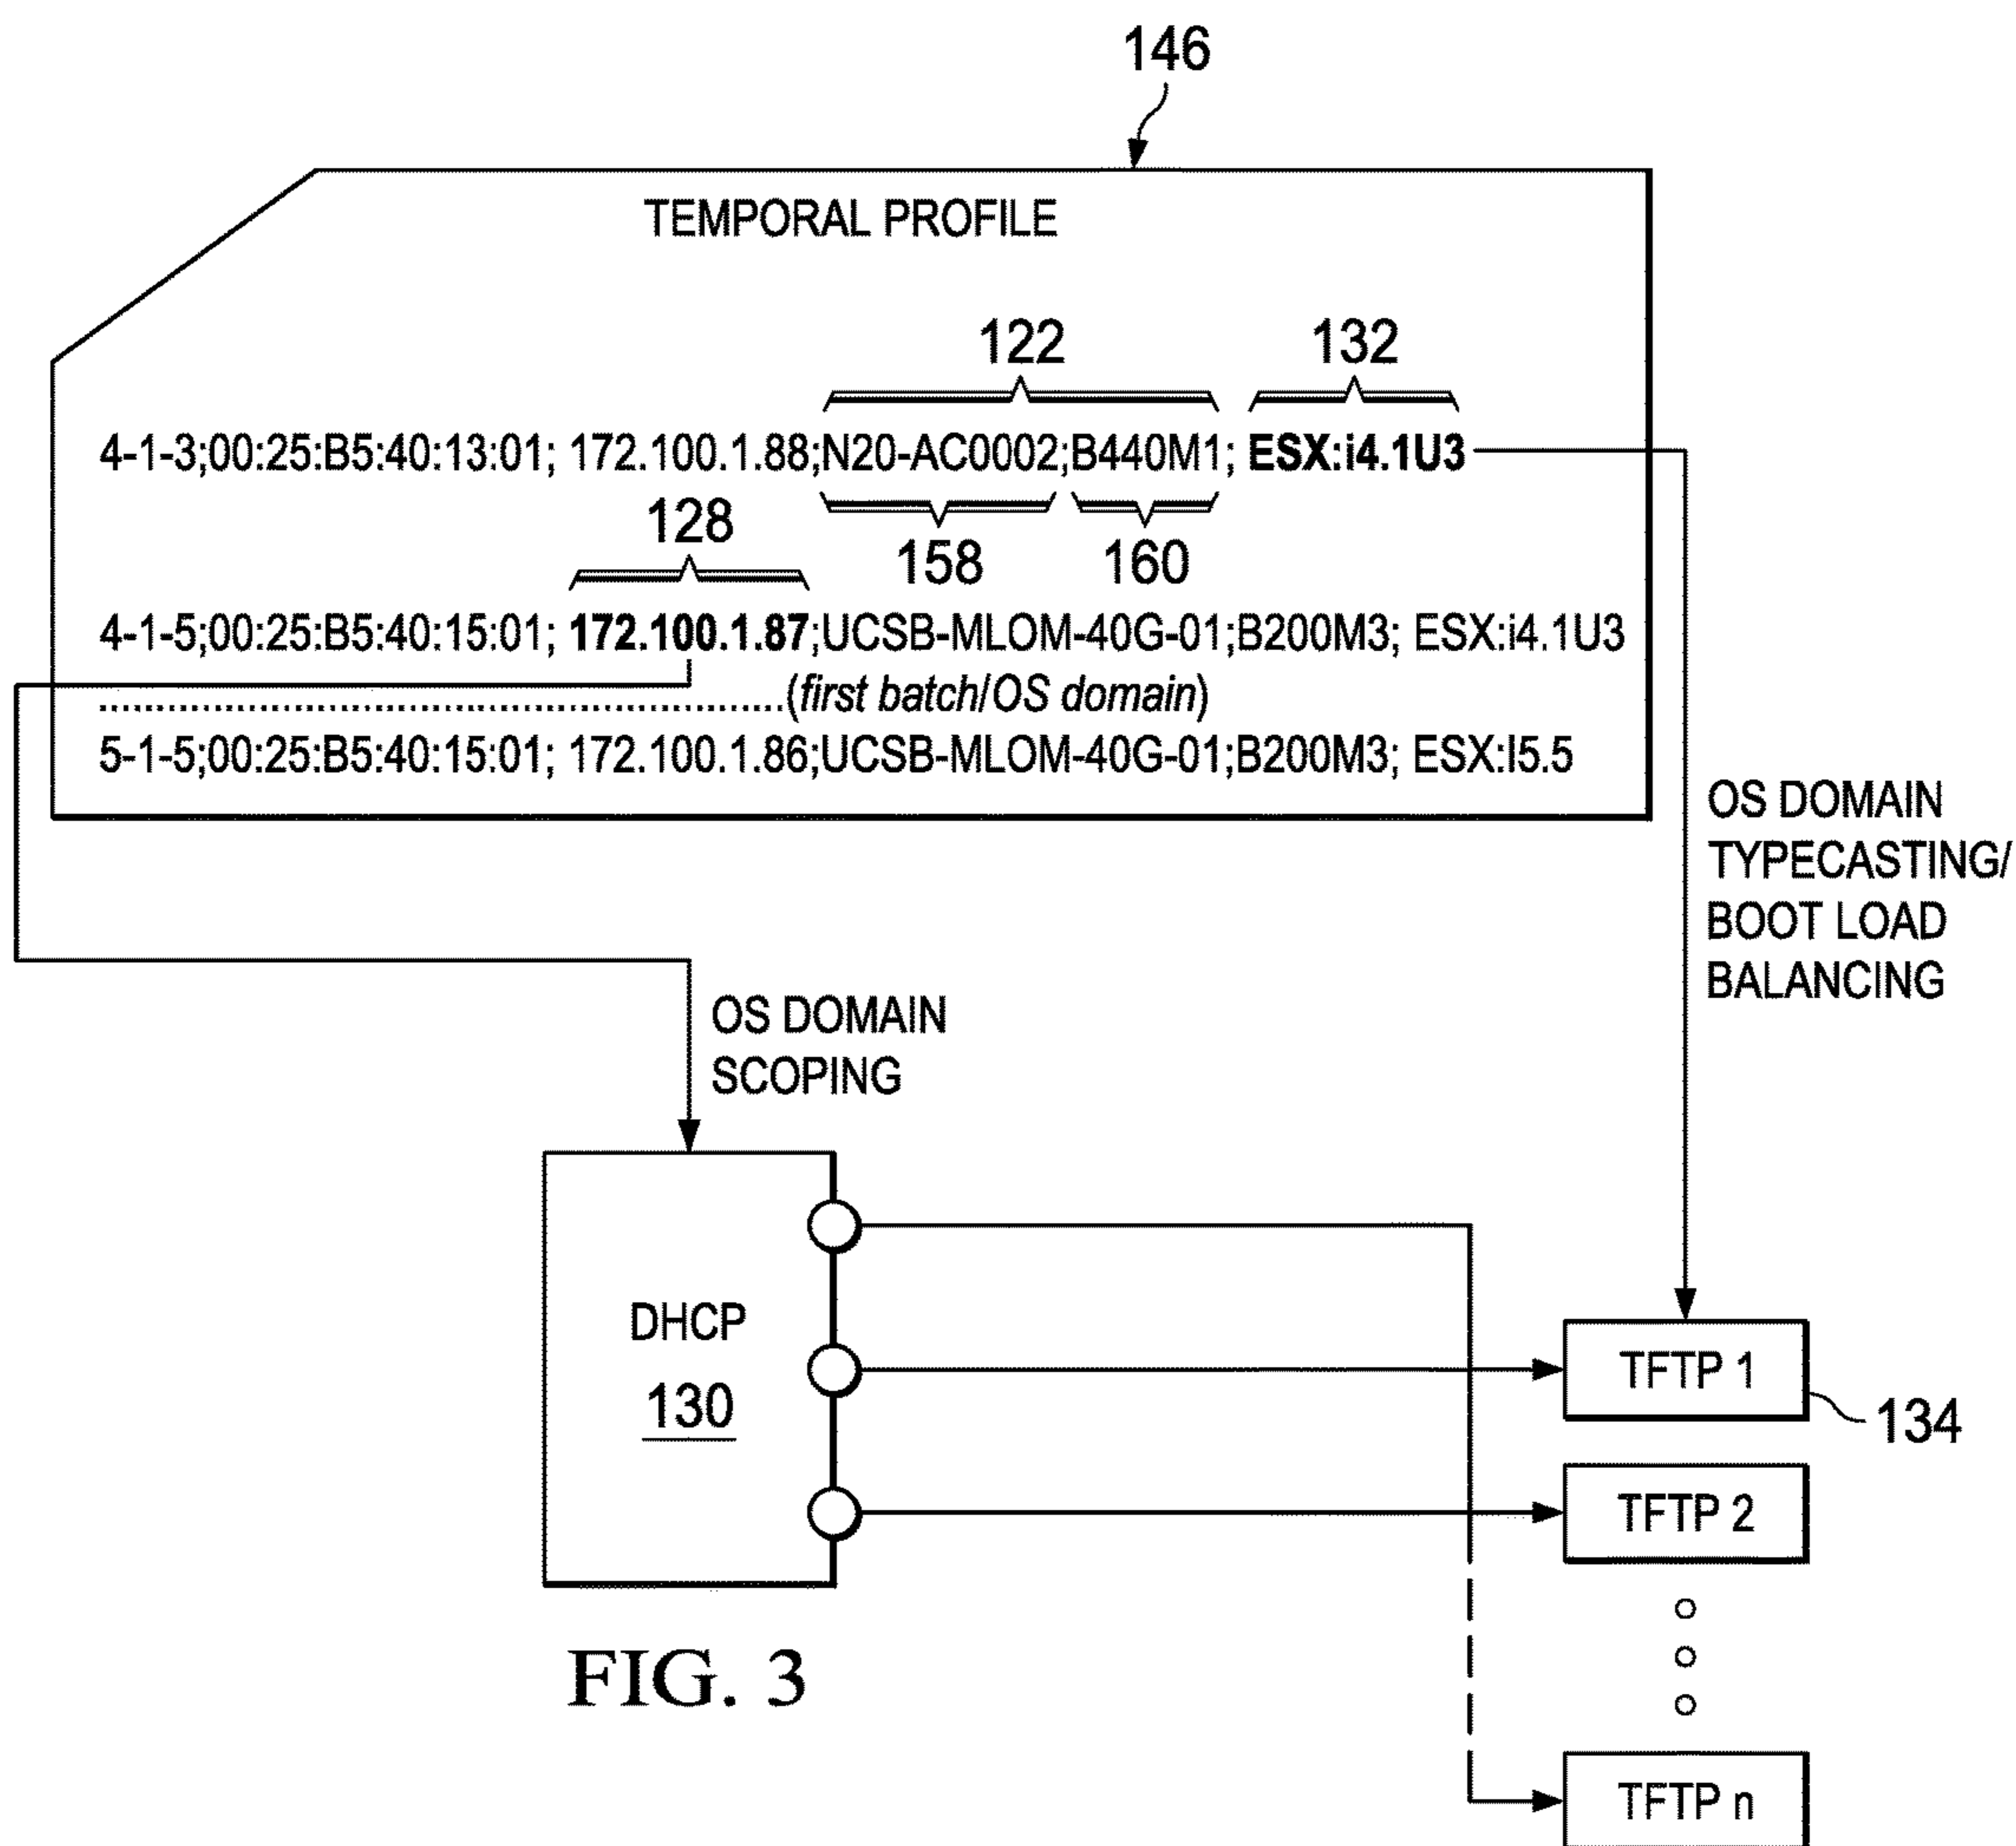 146
TEMPORAL PROFILE
122 132
4-1-3;00:25:B5:40:13:01; 172.100.1.88;N20-AC0002;B440M1; ESX:i4.1U3
128 158 160
4-1-5;00:25:B5:40:15:01; 172.100.1.87;UCSB-MLOM-40G-01;B200M3; ESX:i4.1U3
(first batch/OS domain)
5-1-5;00:25:B5:40:15:01; 172.100.1.86;UCSB-MLOM-40G-01;B200M3; ESX:I5.5
OS DOMAIN
TYPECASTING/
BOOT LOAD
BALANCING
OS DOMAIN
SCOPING
DHCP
130
TFTP 1
134
TFTP 2
TFTP n
FIG. 3